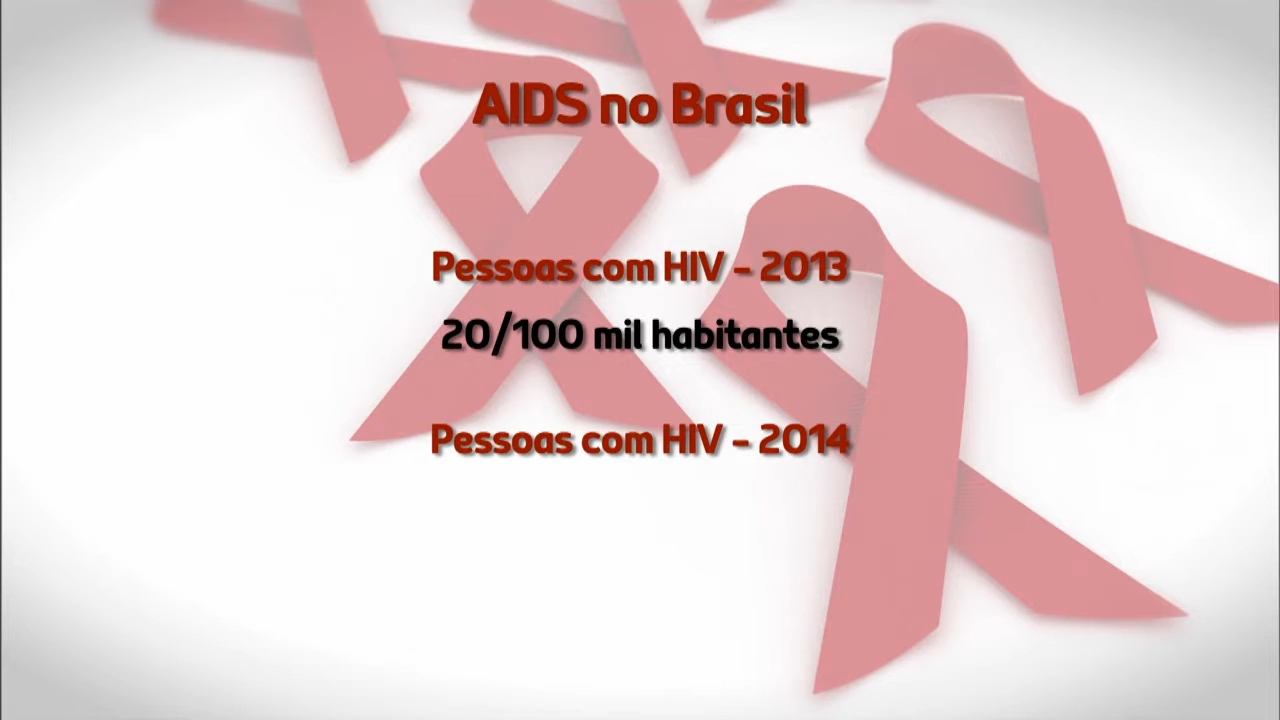 AIDS no Brasil
Pessoas com HIV - 2013
20/100 mil habitantes
Pessoas com HIV - 2014